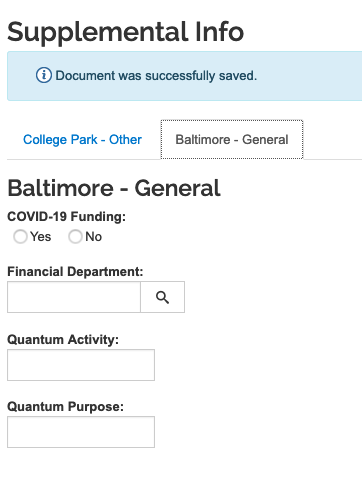 Supplemental Info
Document was successfully saved.
College Park - Other
Baltimore - General
Baltimore - General
COVID-19 Funding:
Yes No
Financial Department:
Quantum Activity:
Quantum Purpose: